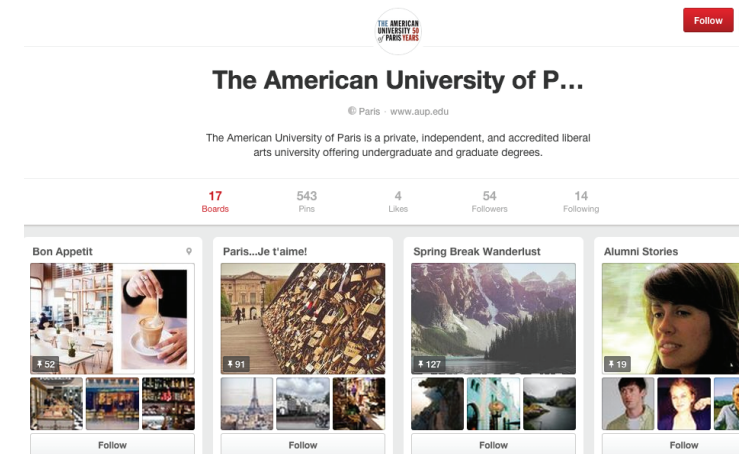 THE AMERICAN
UNIVERSITY 50
of PARIS YEARS
Follow
The American University of P...
Paris · www.aup.edu
The American University of Paris is a private, independent, and accredited liberal
arts university offering undergraduate and graduate degrees.
17 543 4 54 14
Boards Pins Likes Followers Following
Bon Appetit
Paris...Je t'aime!
Spring Break Wanderlust
Alumni Stories
52
91
127
19
Follow
Follow
Follow
Follow